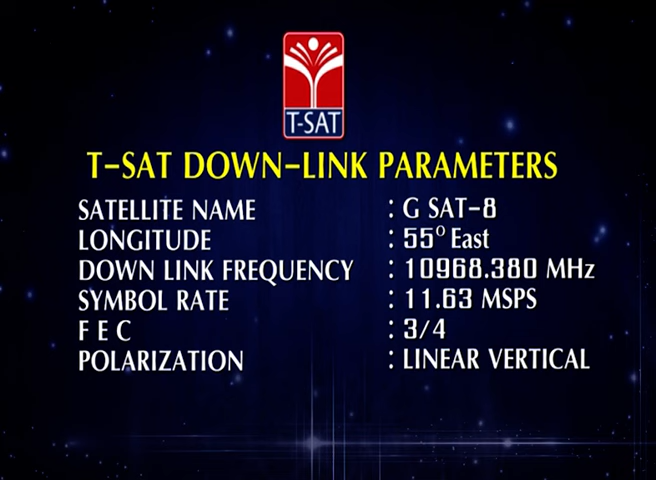 T-SAT
T-SAT DOWN-LINK PARAMETERS
SATELLITE NAME : G SAT-8
LONGITUDE : 55° East
DOWN LINK FREQUENCY : 10968.380 MHz
SYMBOL RATE : 11.63 MSPS
F E C : 3/4
POLARIZATION : LINEAR VERTICAL